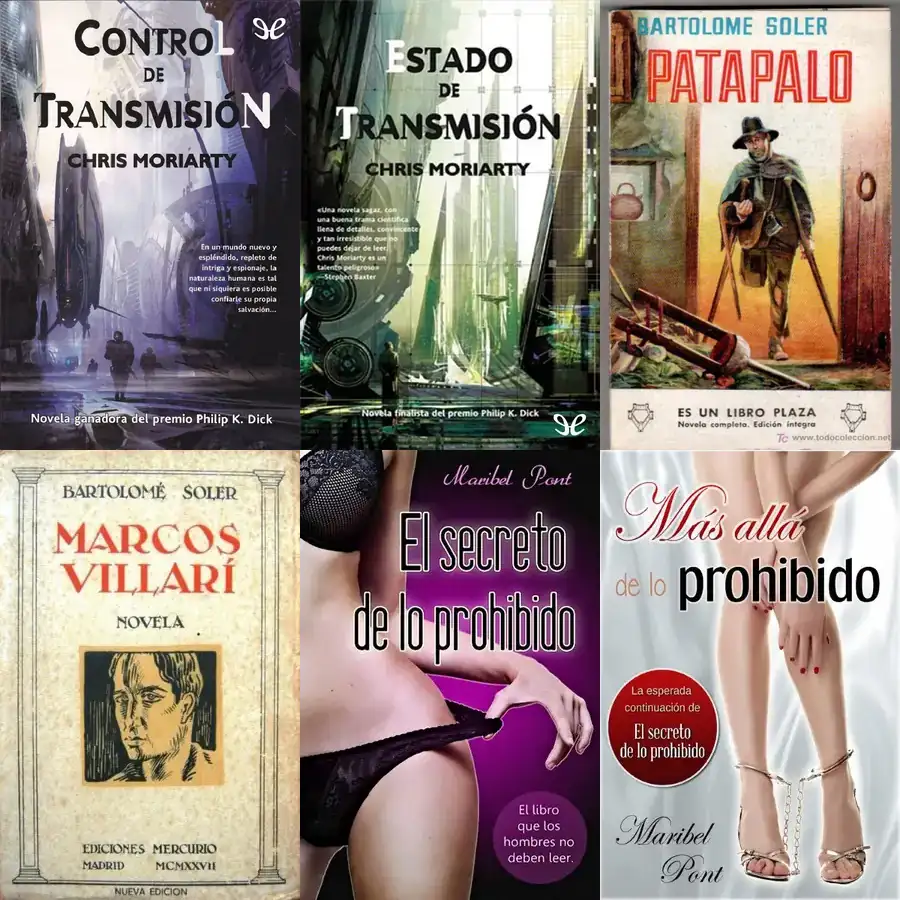 CONTROL
DE
TRANSMISIÓN
CHRIS MORIARTY
En un mundo nuevo y
espléndido, repleto de
intriga y espionaje, la
naturaleza humana es tal
que ni siquiera es posible
confiarle su propia
salvación...
Novela ganadora del premio Philip K. Dick
ESTADO
DE
TRANSMISIÓN
CHRIS MORIARTY
«Una novela sagaz, con
una buena trama científica
llena de detalles, convincente
y tan irresistible que no
puedes dejar de leer.
Chris Moriarty es un
talento peligroso»
—Stephen Baxter
Novela finalista del premio Philip K. Dick
BARTOLOME SOLER
PATAPALO
ES UN LIBRO PLAZA
Novela completa. Edición íntegra
Tc www.todocoleccion.net
BARTOLOMÉ SOLER
MARCOS
VILLARÍ
NOVELA
EDICIONES MERCURIO
MADRID MCMXXVII
NUEVA EDICION
Maribel Pont
El secreto
de lo prohibido
El libro
que los
hombres no
deben leer.
Más allá
de lo prohibido
La esperada
continuación de
El secreto
de lo prohibido
Maribel
Pont